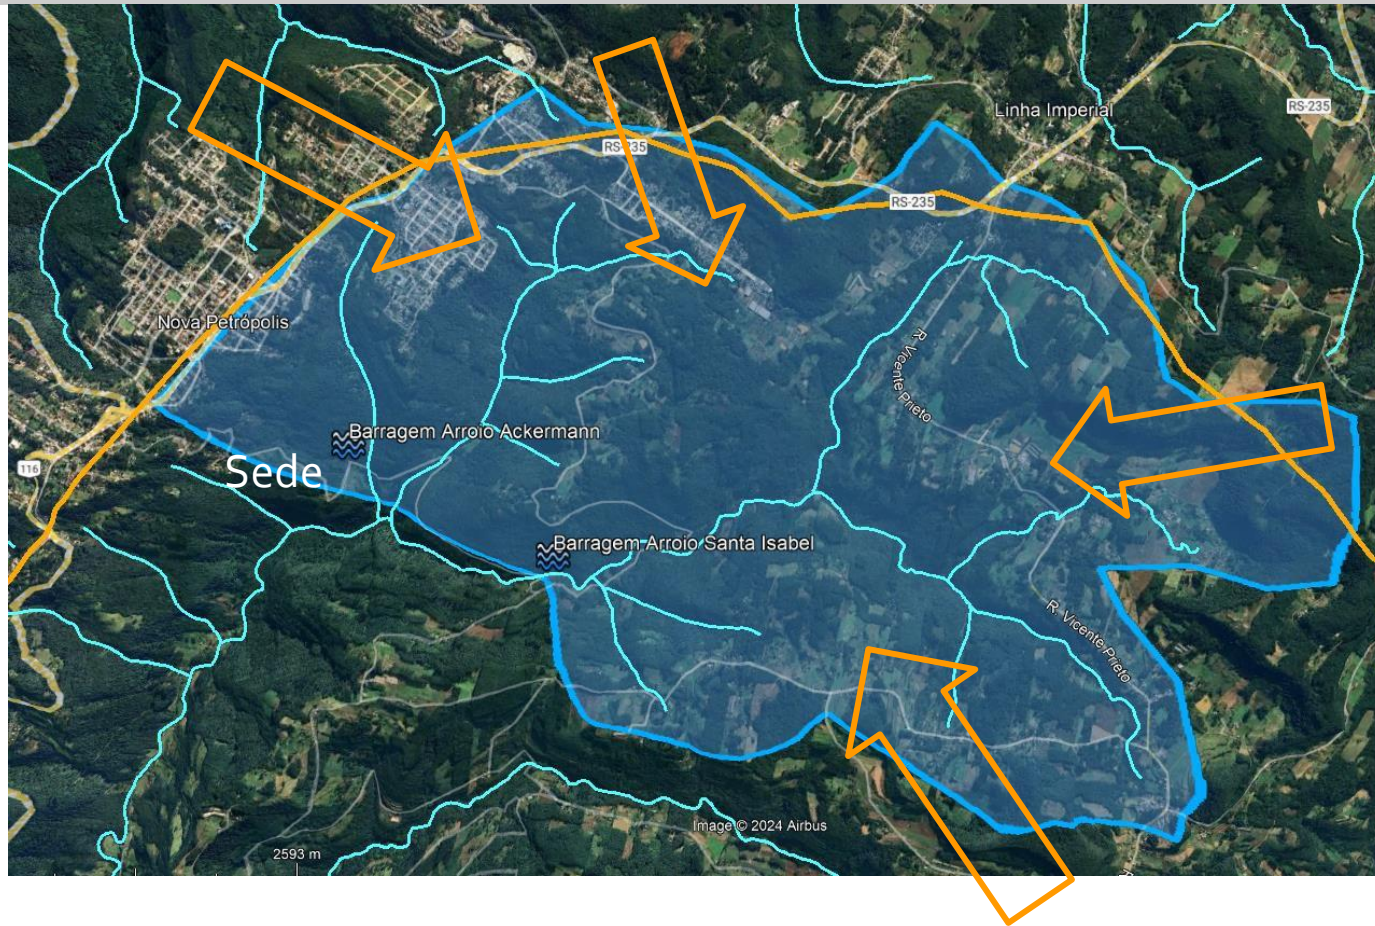 Linha Imperial
RS-235
RS-235
RS-235
Nova Petrópolis
R. Vicente Prieto
Barragem Arroio Ackermann
116
Sede
Barragem Arroio Santa Isabel
R. Vicente Prieto
Image © 2024 Airbus
2593 m